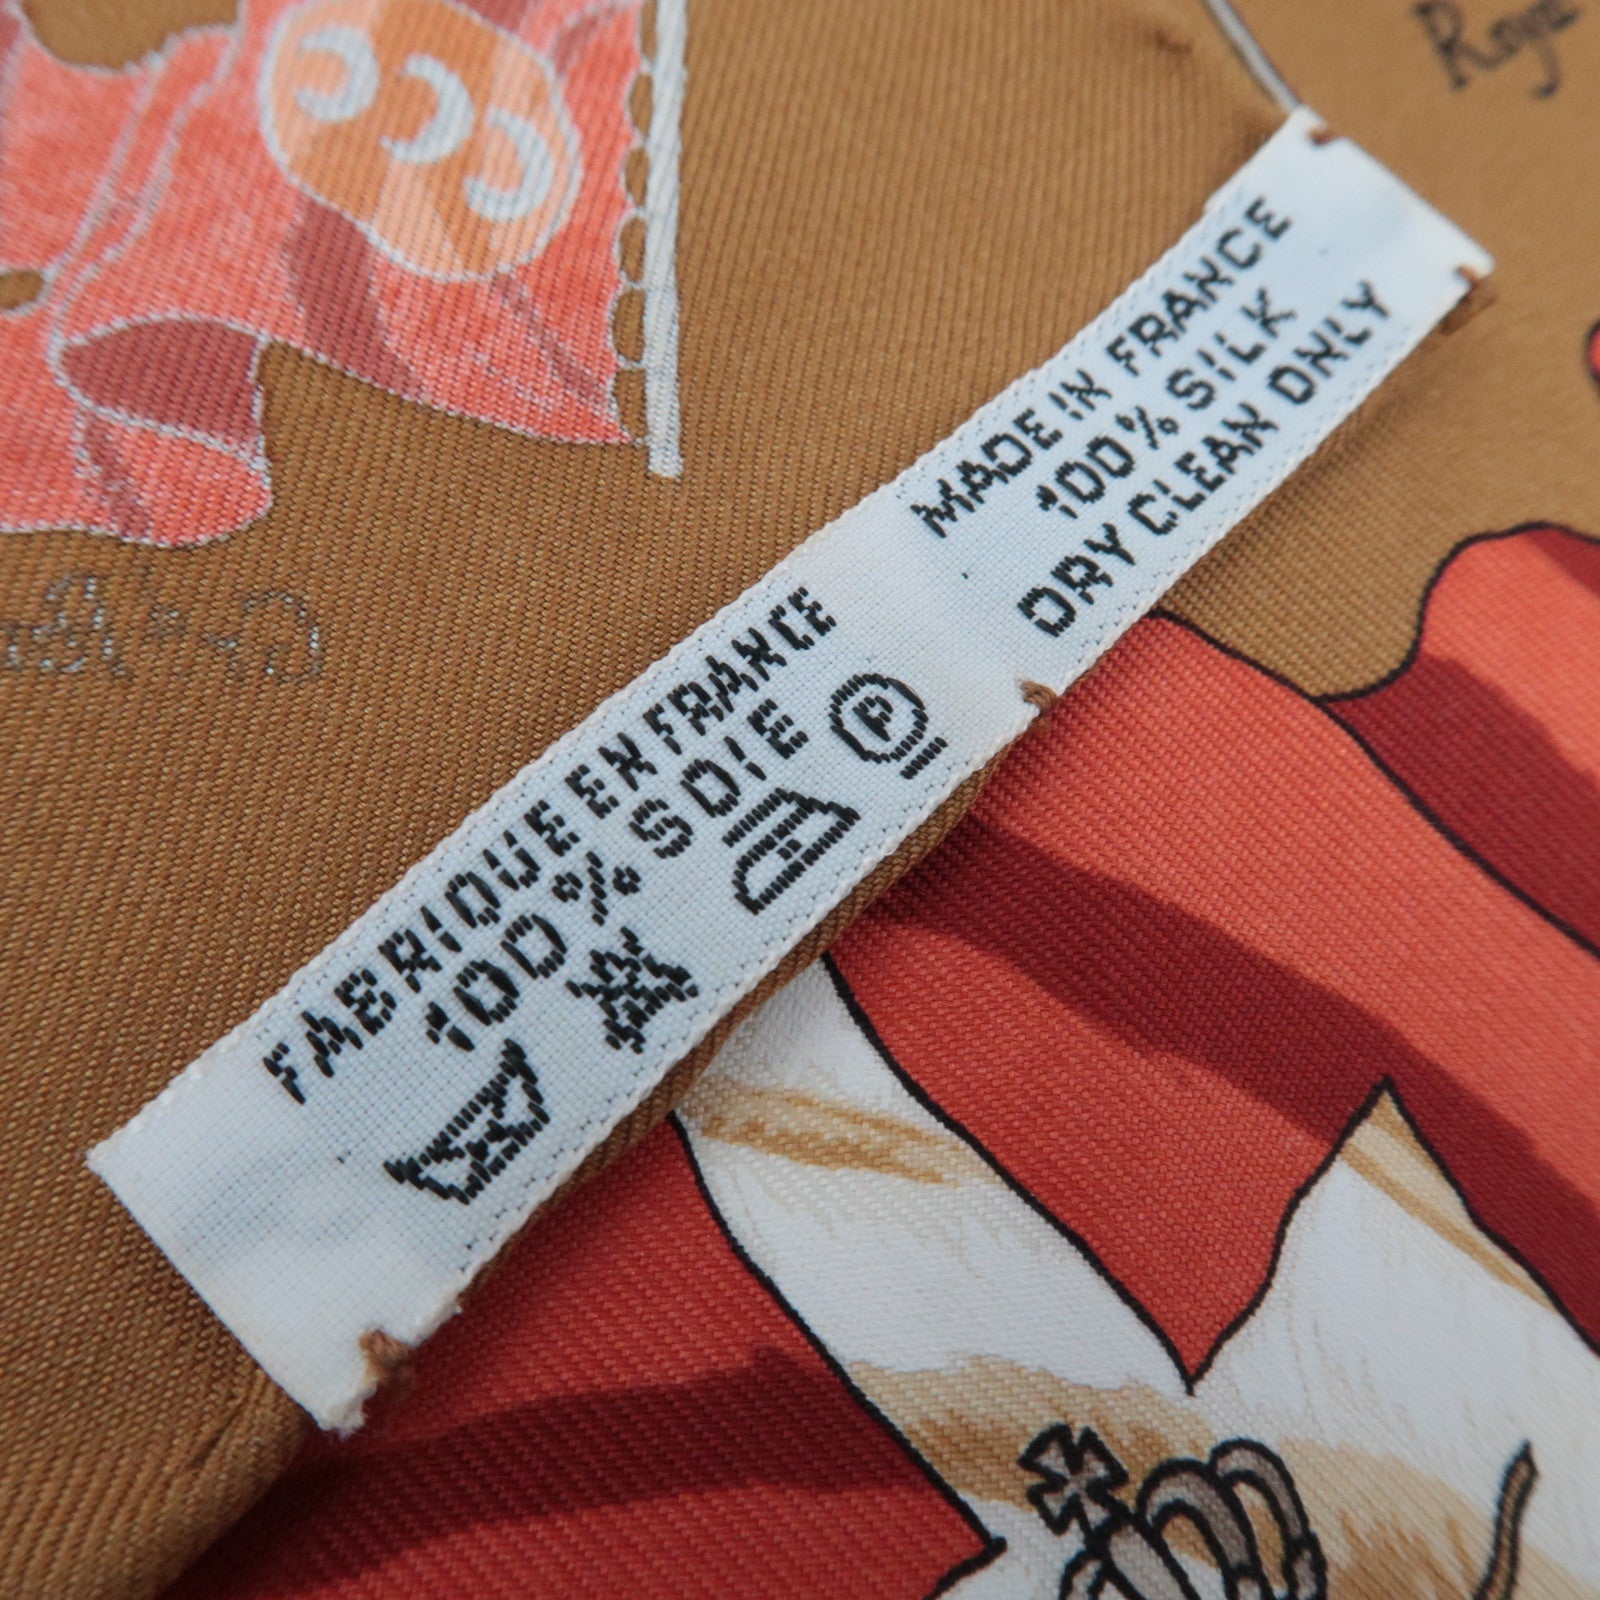 FABRIQUE EN FRANCE
100% SOIE
P
MADE IN FRANCE
100% SILK
DRY CLEAN ONLY